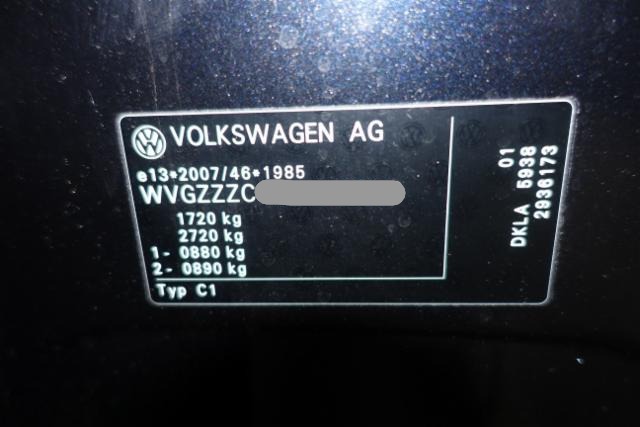 VOLKSWAGEN AG
e13*2007/46*1985
WVGZZZC
1720 kg
2720 kg
1- 0880 kg
2- 0890 kg
Typ C1
01
DKLA 5938
2936173